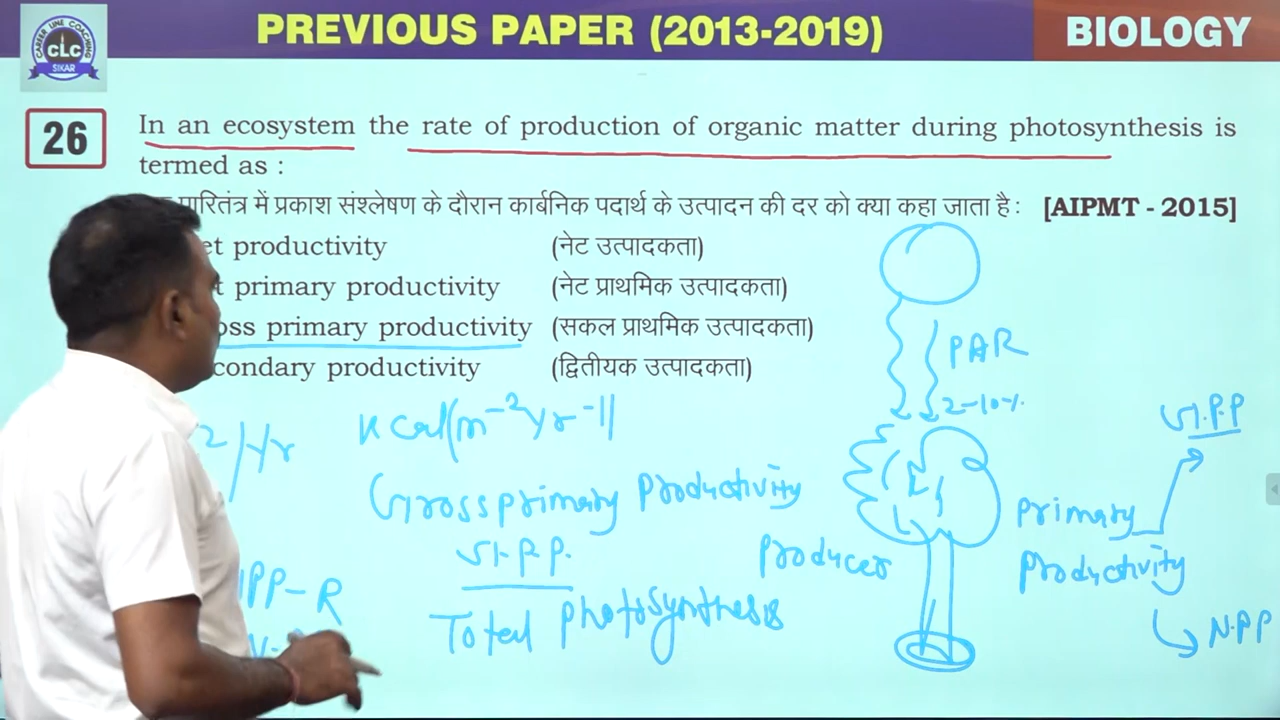 PREVIOUS PAPER (2013-2019)
BIOLOGY
CAREER LINE COACHING
CLC
SIKAR
26
In an ecosystem the rate of production of organic matter during photosynthesis is
termed as :
पारितंत्र में प्रकाश संश्लेषण के दौरान कार्बनिक पदार्थ के उत्पादन की दर को क्या कहा जाता है : [AIPMT - 2015]
et productivity (नेट उत्पादकता)
t primary productivity (नेट प्राथमिक उत्पादकता)
oss primary productivity (सकल प्राथमिक उत्पादकता)
condary productivity (द्वितीयक उत्पादकता)
PAR
2-10%
2/yr
Kcal(m⁻²yr⁻¹)
G.P.P
Gross primary Productivity
G.P.P.
Producer
Primary
Productivity
PP-R
Total Photosynthesis
N.PP